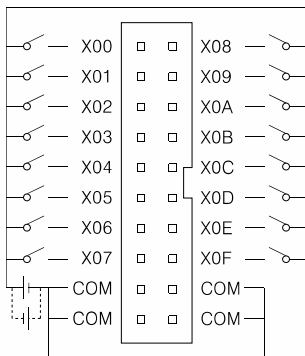 X00 X08
X01 X09
X02 X0A
X03 X0B
X04 X0C
X05 X0D
X06 X0E
X07 X0F
COM COM
COM COM